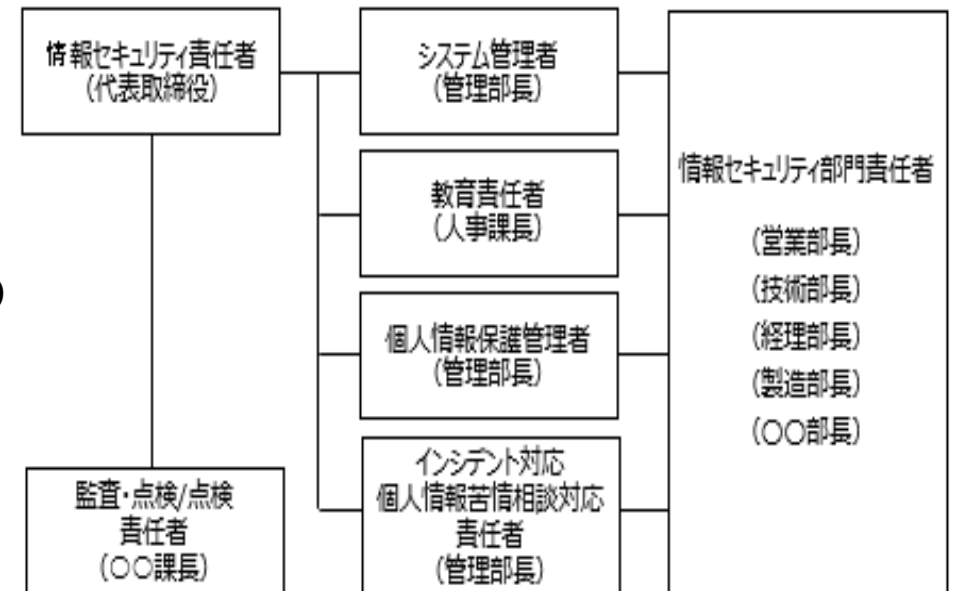 情報セキュリティ責任者
(代表取締役)
システム管理者
(管理部長)
教育責任者
(人事課長)
個人情報保護管理者
(管理部長)
インシデント対応
個人情報苦情相談対応
責任者
(管理部長)
監査・点検/点検
責任者
(○○課長)
情報セキュリティ部門責任者
(営業部長)
(技術部長)
(経理部長)
(製造部長)
(○○部長)
)